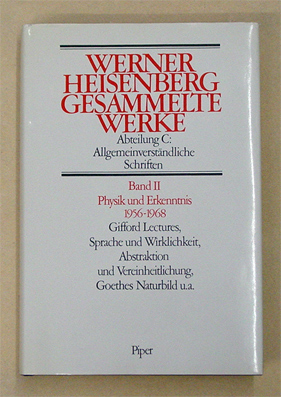 WERNER
HEISENBERG
GESAMMELTE
WERKE
Abteilung C:
Allgemeinverständliche
Schriften
Band II
Physik und Erkenntnis
1956-1968
Gifford Lectures,
Sprache und Wirklichkeit,
Abstraktion
und Vereinheitlichung,
Goethes Naturbild u.a.
Piper